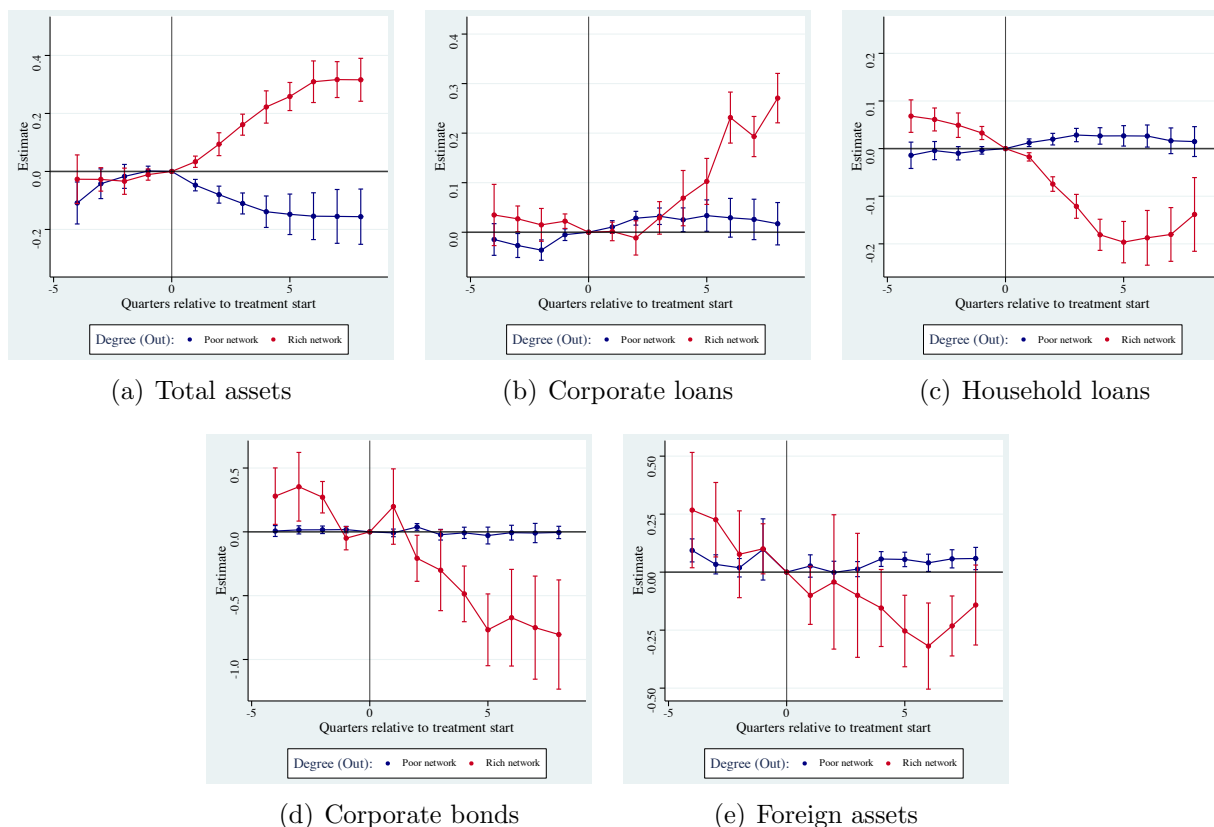 0.4
0.2
0.0
-0.2
Estimate
-5
0
5
Quarters relative to treatment start
Degree (Out): Poor network Rich network
(a) Total assets
0.4
0.3
0.2
0.1
0.0
Estimate
-5
0
5
Quarters relative to treatment start
Degree (Out): Poor network Rich network
(b) Corporate loans
0.2
0.1
0.0
-0.1
-0.2
Estimate
-5
0
5
Quarters relative to treatment start
Degree (Out): Poor network Rich network
(c) Household loans
0.5
0.0
-0.5
-1.0
Estimate
-5
0
5
Quarters relative to treatment start
Degree (Out): Poor network Rich network
(d) Corporate bonds
0.50
0.25
0.00
-0.25
-0.50
Estimate
-5
0
5
Quarters relative to treatment start
Degree (Out): Poor network Rich network
(e) Foreign assets